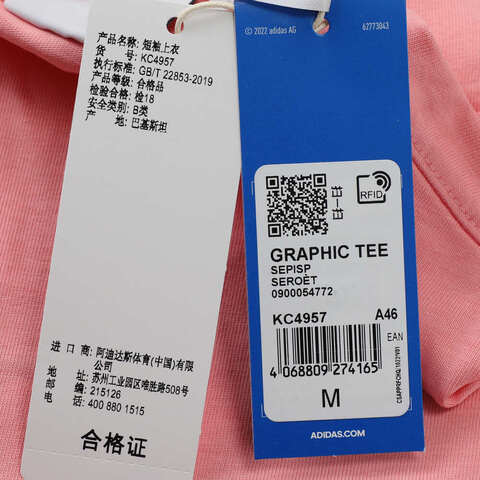 产品名称: 短袖上衣
货 号: KC4957
执行标准: GB/T 22853-2019
产品等级: 合格品
检验合格: 检18
安全类别: B类
产 地: 巴基斯坦
进 口 商: 阿迪达斯体育(中国)有限
公司
地 址: 苏州工业园区唯胜路508号
邮 编: 215126
电 话: 400 880 1515
合格证
© 2022 adidas AG
62773043
RFID
GRAPHIC TEE
SEPISP
SEROÈT
0900054772
KC4957 A46
EAN
4 068809 274165
M
ADIDAS.COM